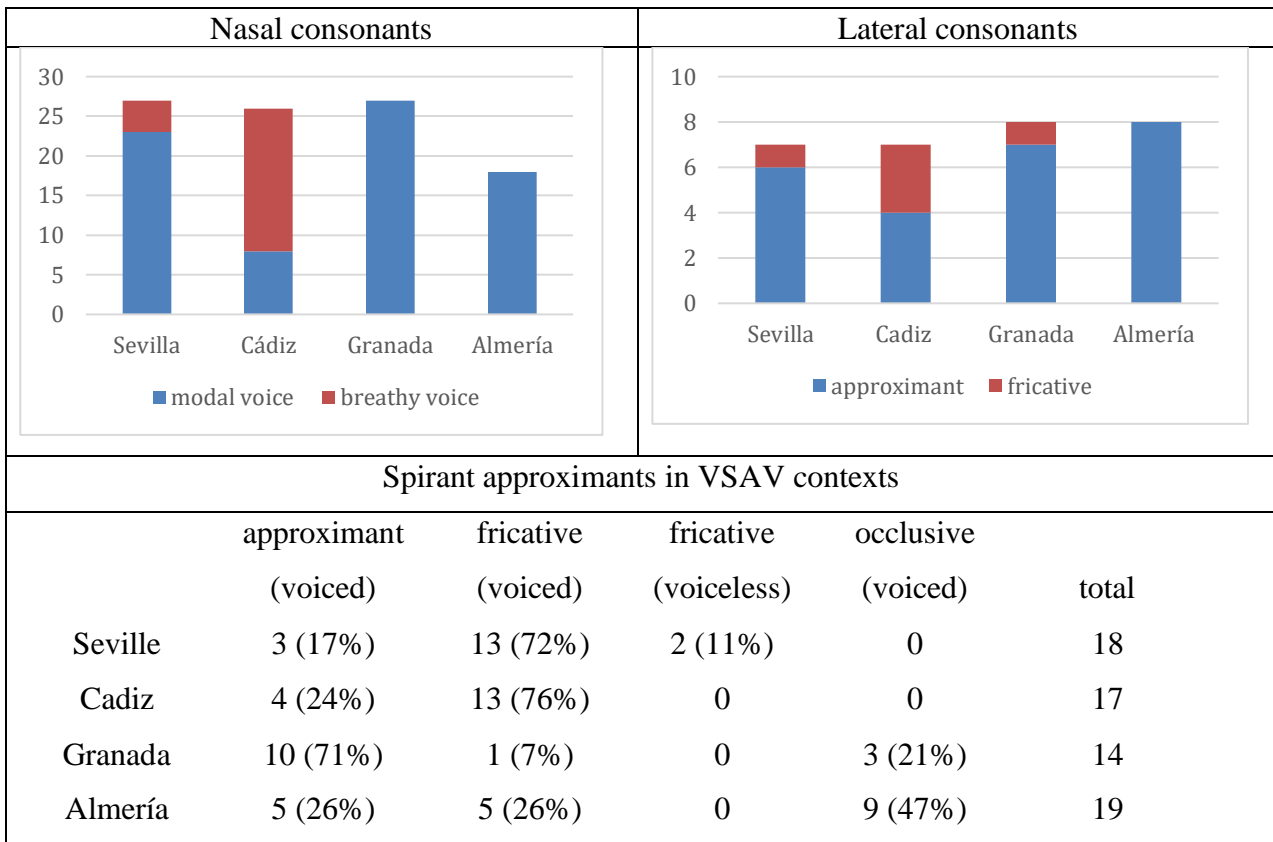 Nasal consonants
Lateral consonants
30
25
20
15
10
5
0
Sevilla Cádiz Granada Almería
modal voice breathy voice
10
8
6
4
2
0
Sevilla Cadiz Granada Almería
approximant fricative
Spirant approximants in VSAV contexts
approximant fricative fricative occlusive
(voiced) (voiced) (voiceless) (voiced) total
Seville 3 (17%) 13 (72%) 2 (11%) 0 18
Cadiz 4 (24%) 13 (76%) 0 0 17
Granada 10 (71%) 1 (7%) 0 3 (21%) 14
Almería 5 (26%) 5 (26%) 0 9 (47%) 19